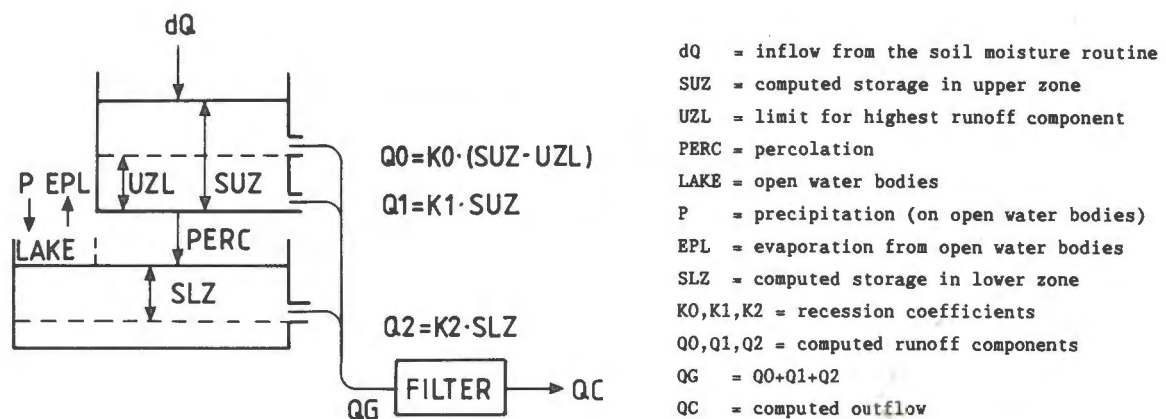 dQ
UZL SUZ
P EPL
LAKE
PERC
SLZ
Q0=K0·(SUZ-UZL)
Q1=K1·SUZ
Q2=K2·SLZ
QG
FILTER
QC
dQ = inflow from the soil moisture routine
SUZ = computed storage in upper zone
UZL = limit for highest runoff component
PERC = percolation
LAKE = open water bodies
P = precipitation (on open water bodies)
EPL = evaporation from open water bodies
SLZ = computed storage in lower zone
K0,K1,K2 = recession coefficients
Q0,Q1,Q2 = computed runoff components
QG = Q0+Q1+Q2
QC = computed outflow